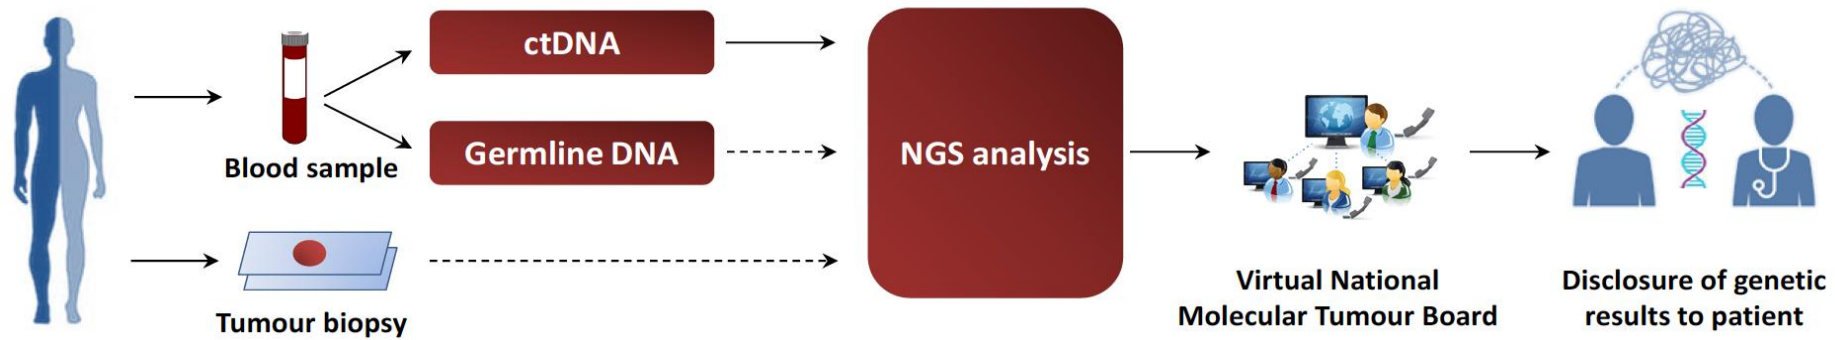 ctDNA
Blood sample
Germline DNA
Tumour biopsy
NGS analysis
Virtual National
Molecular Tumour Board
Disclosure of genetic
results to patient